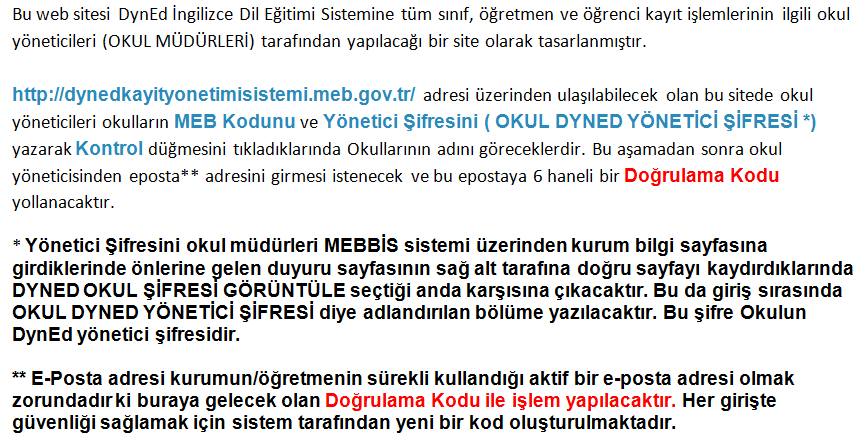 Bu web sitesi DynEd İngilizce Dil Eğitimi Sistemine tüm sınıf, öğretmen ve öğrenci kayıt işlemlerinin ilgili okul
yöneticileri (OKUL MÜDÜRLERİ) tarafından yapılacağı bir site olarak tasarlanmıştır.
http://dynedkayityonetimisistemi.meb.gov.tr/ adresi üzerinden ulaşılabilecek olan bu sitede okul
yöneticileri okulların MEB Kodunu ve Yönetici Şifresini ( OKUL DYNED YÖNETİCİ ŞİFRESİ *)
yazarak Kontrol düğmesini tıkladıklarında Okullarının adını göreceklerdir. Bu aşamadan sonra okul
yöneticisinden eposta** adresini girmesi istenecek ve bu epostaya 6 haneli bir Doğrulama Kodu
yollanacaktır.
* Yönetici Şifresini okul müdürleri MEBBİS sistemi üzerinden kurum bilgi sayfasına
girdiklerinde önlerine gelen duyuru sayfasının sağ alt tarafına doğru sayfayı kaydırdıklarında
DYNED OKUL ŞİFRESİ GÖRÜNTÜLE seçtiği anda karşısına çıkacaktır. Bu da giriş sırasında
OKUL DYNED YÖNETİCİ ŞİFRESİ diye adlandırılan bölüme yazılacaktır. Bu şifre Okulun
DynEd yönetici şifresidir.
** E-Posta adresi kurumun/öğretmenin sürekli kullandığı aktif bir e-posta adresi olmak
zorundadır ki buraya gelecek olan Doğrulama Kodu ile işlem yapılacaktır. Her girişte
güvenliği sağlamak için sistem tarafından yeni bir kod oluşturulmaktadır.